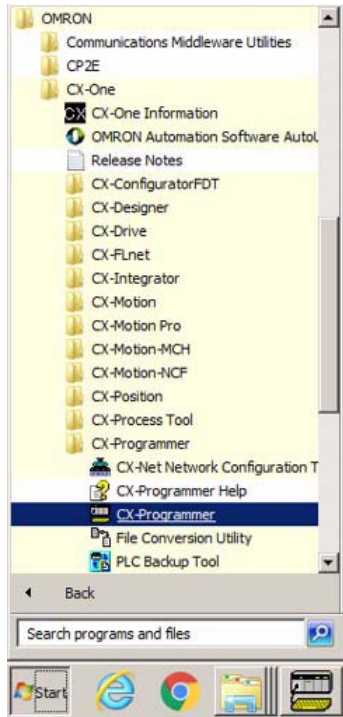 OMRON
Communications Middleware Utilities
CP2E
CX-One
CX CX-One Information
OMRON Automation Software AutoU
Release Notes
CX-ConfiguratorFDT
CX-Designer
CX-Drive
CX-FLnet
CX-Integrator
CX-Motion
CX-Motion Pro
CX-Motion-MCH
CX-Motion-NCF
CX-Position
CX-Process Tool
CX-Programmer
CX-Net Network Configuration T
CX-Programmer Help
CX-Programmer
File Conversion Utility
PLC Backup Tool
Back
Search programs and files
Start